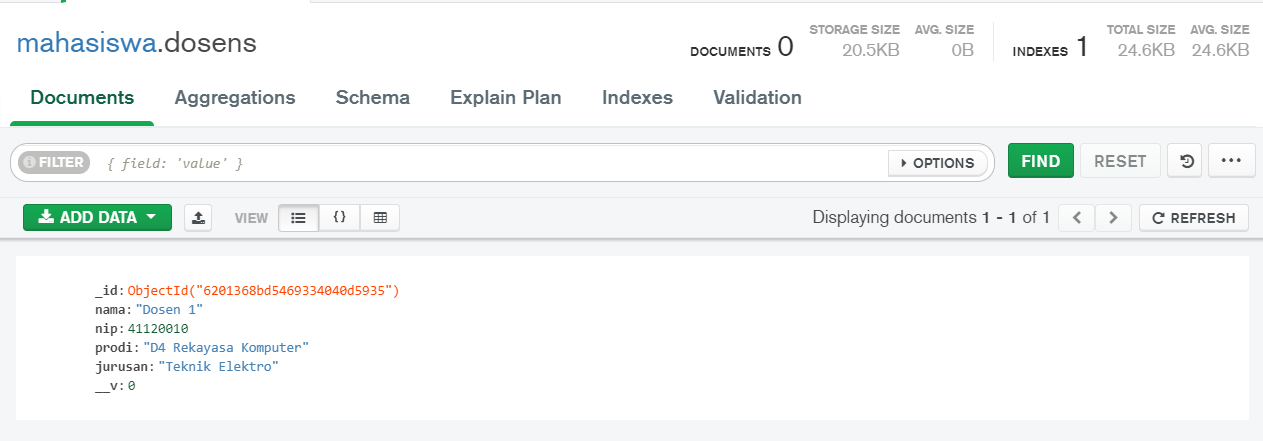 mahasiswa.dosens
DOCUMENTS 0
STORAGE SIZE
20.5KB
AVG. SIZE
0B
INDEXES 1
TOTAL SIZE
24.6KB
AVG. SIZE
24.6KB
Documents Aggregations Schema Explain Plan Indexes Validation
FILTER { field: 'value' } OPTIONS FIND RESET ...
ADD DATA VIEW {} Displaying documents 1 - 1 of 1 < > REFRESH
_id: ObjectId("6201368bd5469334040d5935")
nama: "Dosen 1"
nip: 41120010
prodi: "D4 Rekayasa Komputer"
jurusan: "Teknik Elektro"
__v: 0